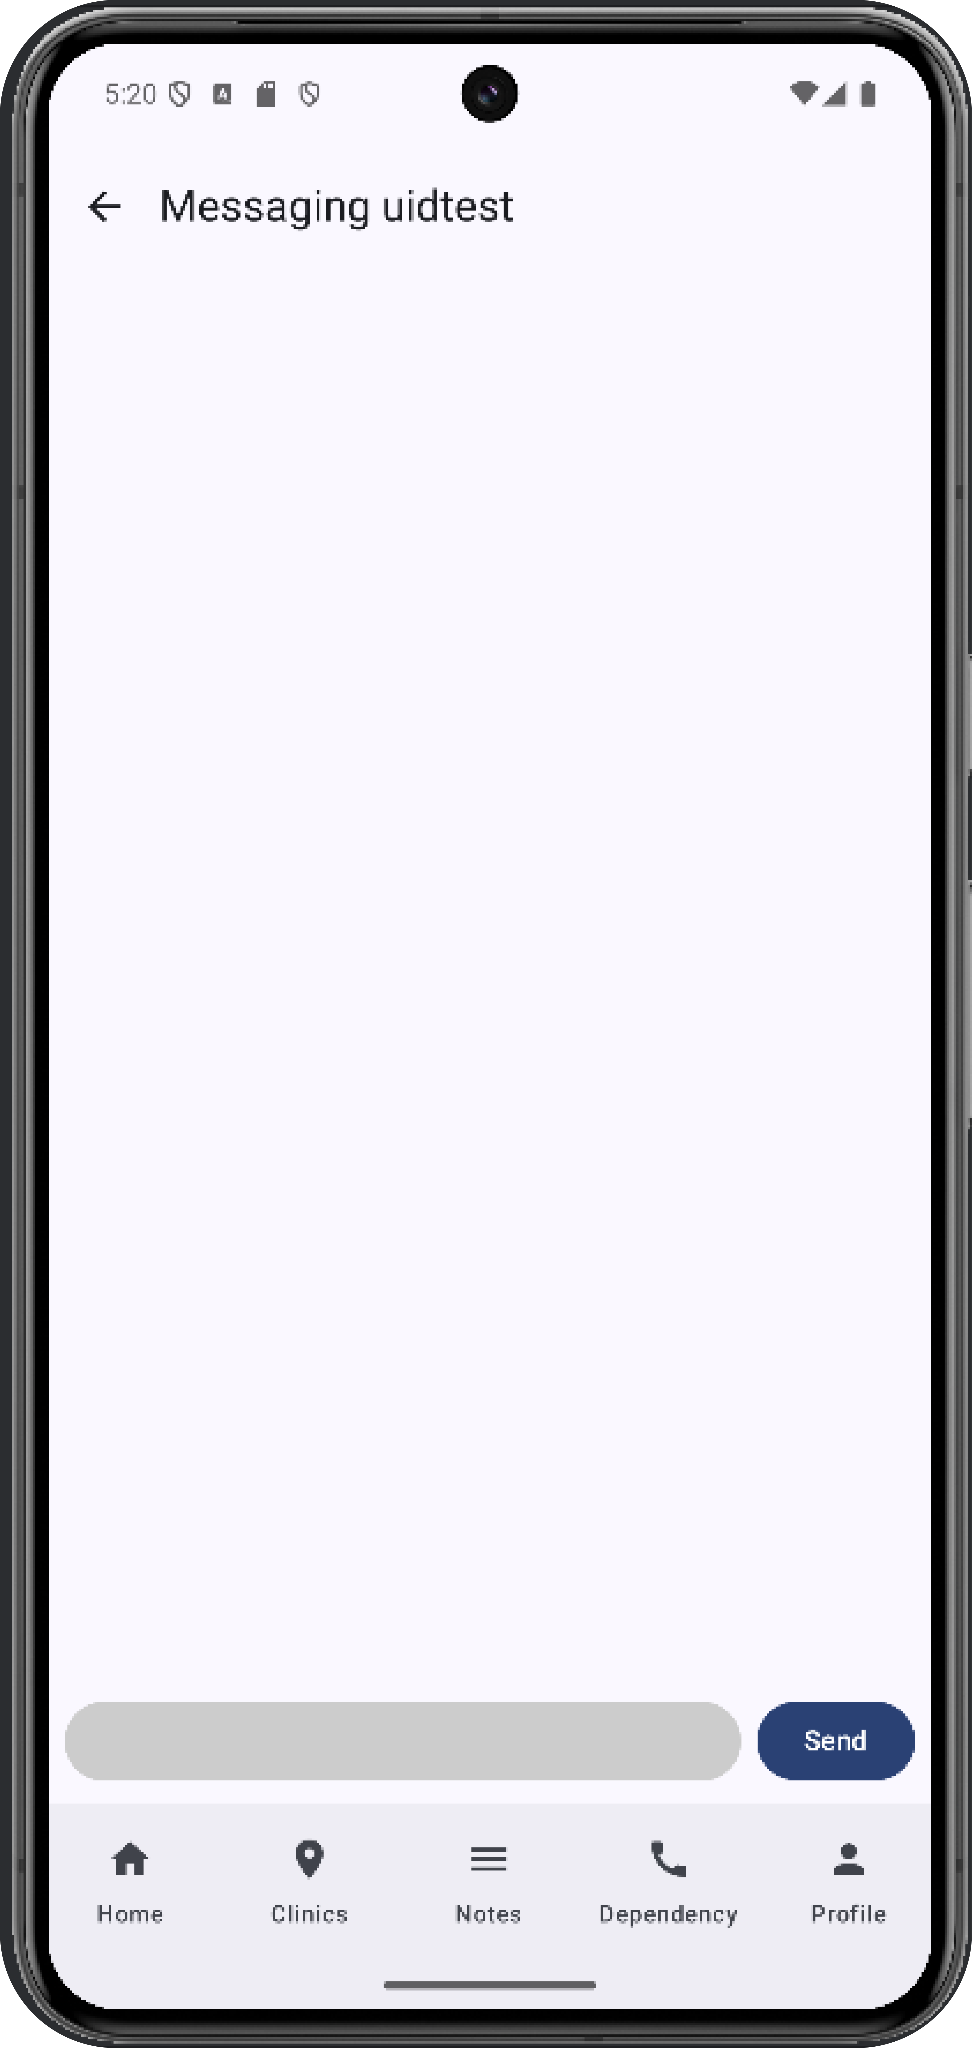 5:20
Messaging uidtest
Send
Home Clinics Notes Dependency Profile